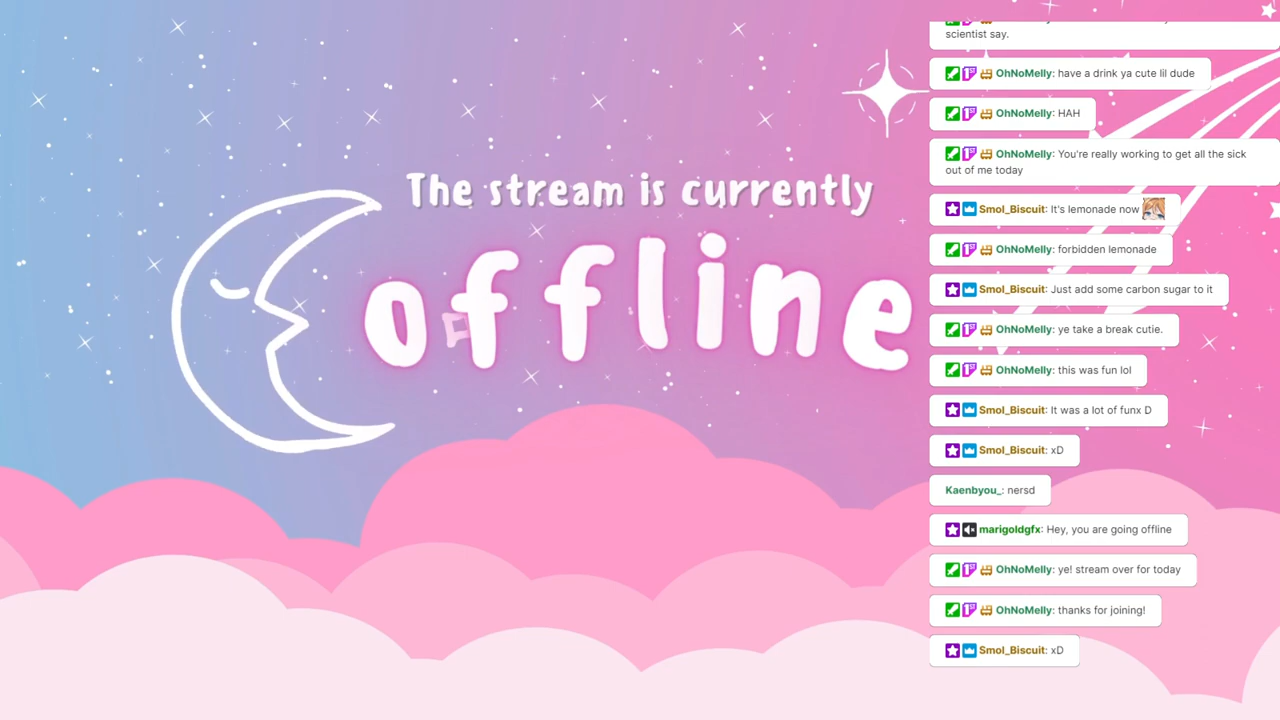 The stream is currently
offline
scientist say.
OhNoMelly: have a drink ya cute lil dude
OhNoMelly: HAH
OhNoMelly: You're really working to get all the sick
out of me today
Smol_Biscuit: It's lemonade now
OhNoMelly: forbidden lemonade
Smol_Biscuit: Just add some carbon sugar to it
OhNoMelly: ye take a break cutie.
OhNoMelly: this was fun lol
Smol_Biscuit: It was a lot of funx D
Smol_Biscuit: xD
Kaenbyou_: nersd
marigoldgfx: Hey, you are going offline
OhNoMelly: ye! stream over for today
OhNoMelly: thanks for joining!
Smol_Biscuit: xD